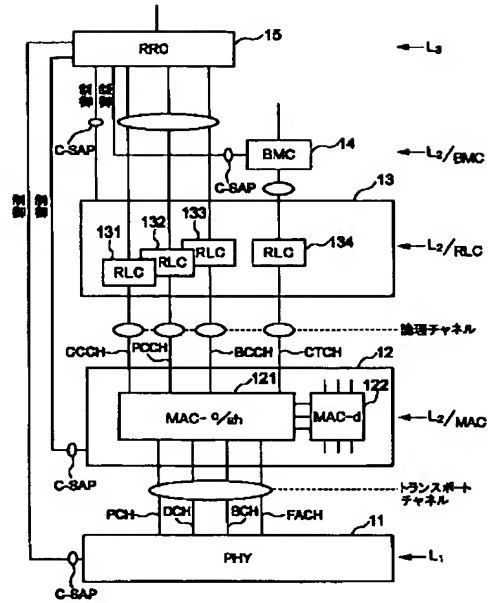 15
RRC
L3
制御
制御
C-SAP
BMC
14
L2/BMC
C-SAP
13
制御
制御
131
132
133
RLC
RLC
RLC
RLC
134
L2/RLC
論理チャネル
CCCH
PCCH
BCCH
CTCH
12
121
122
MAC-c/sh
MAC-d
L2/MAC
C-SAP
トランスポート
チャネル
PCH
DCH
BCH
FACH
11
PHY
L1
C-SAP